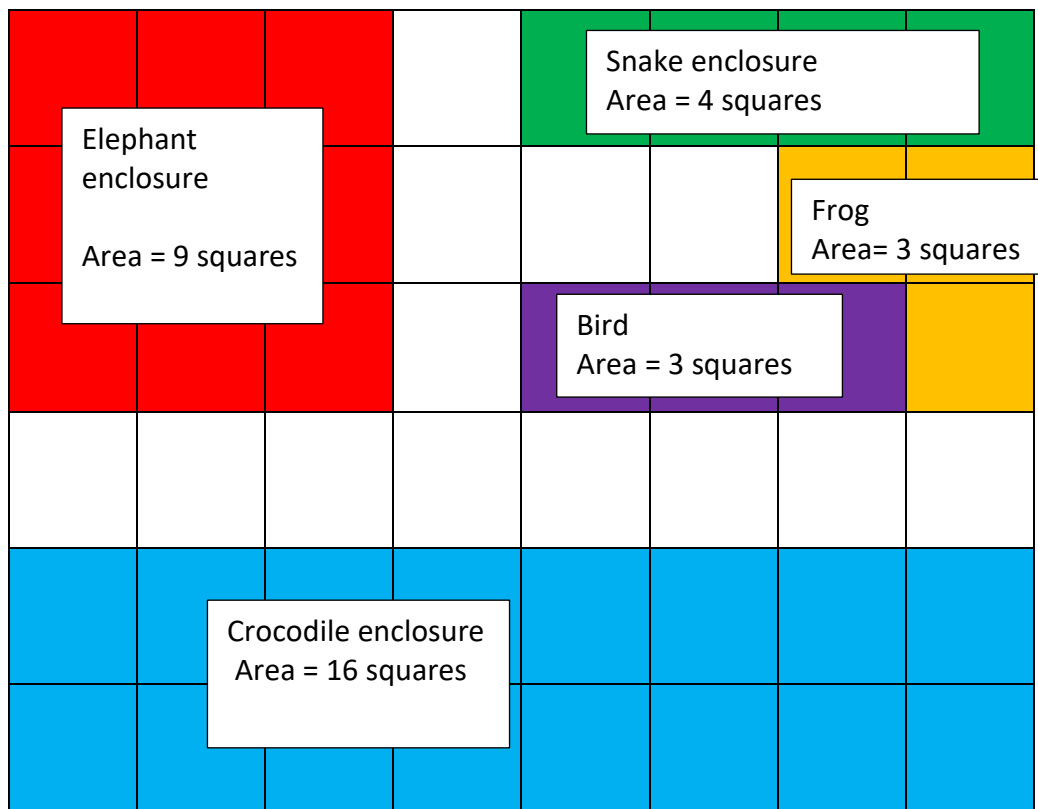 Snake enclosure
Area = 4 squares
Elephant
enclosure
Area = 9 squares
Frog
Area= 3 squares
Bird
Area = 3 squares
Crocodile enclosure
Area = 16 squares